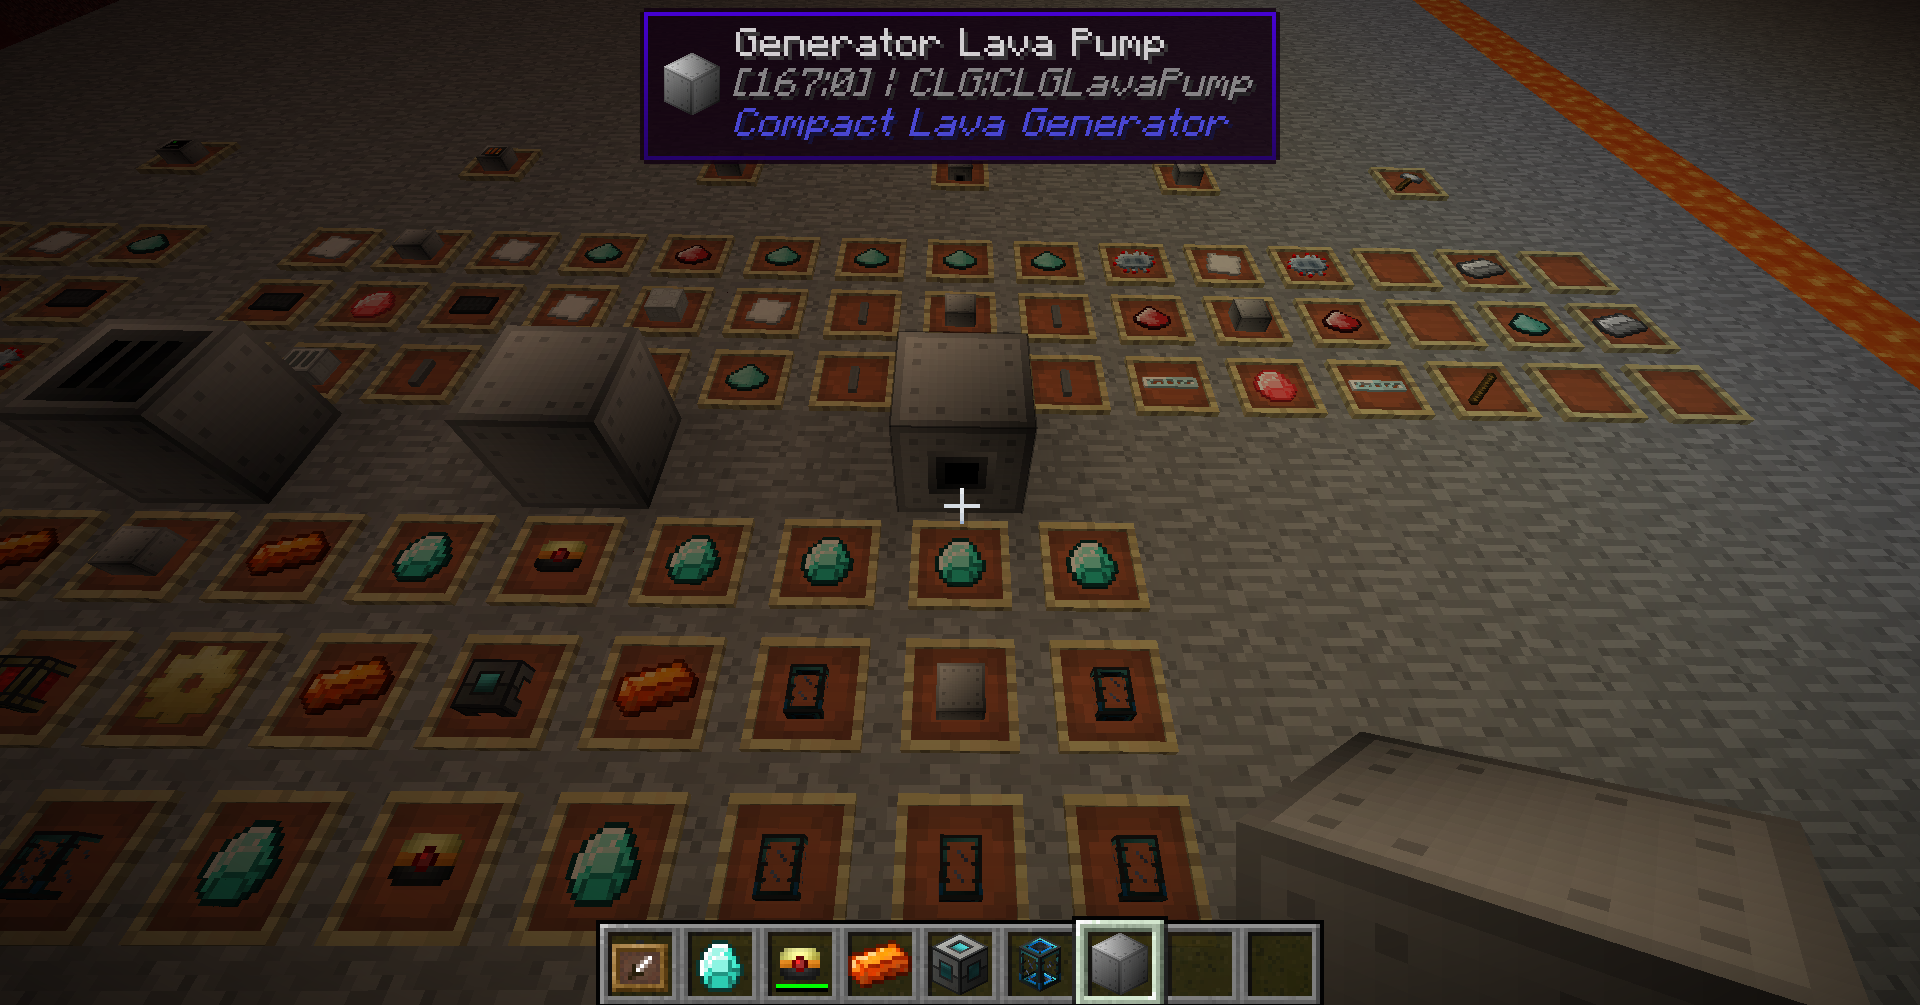 Generator Lava Pump
[167:0] | CLG:CLGLavaPump
Compact Lava Generator